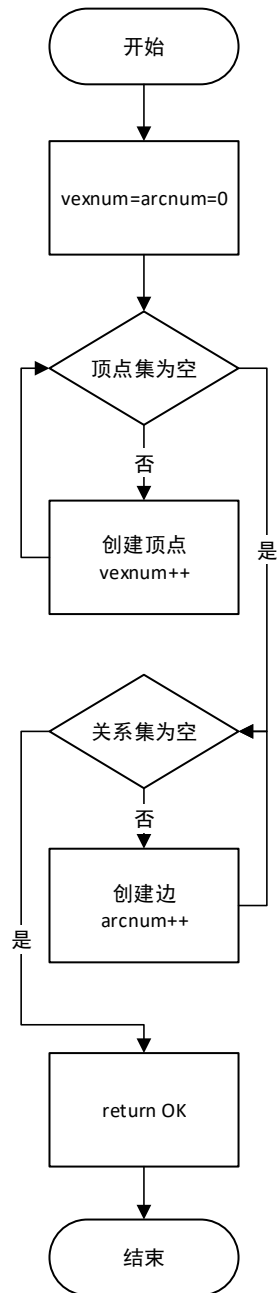 开始
vexnum=arcnum=0
顶点集为空
否
是
创建顶点
vexnum++
关系集为空
否
是
创建边
arcnum++
return OK
结束